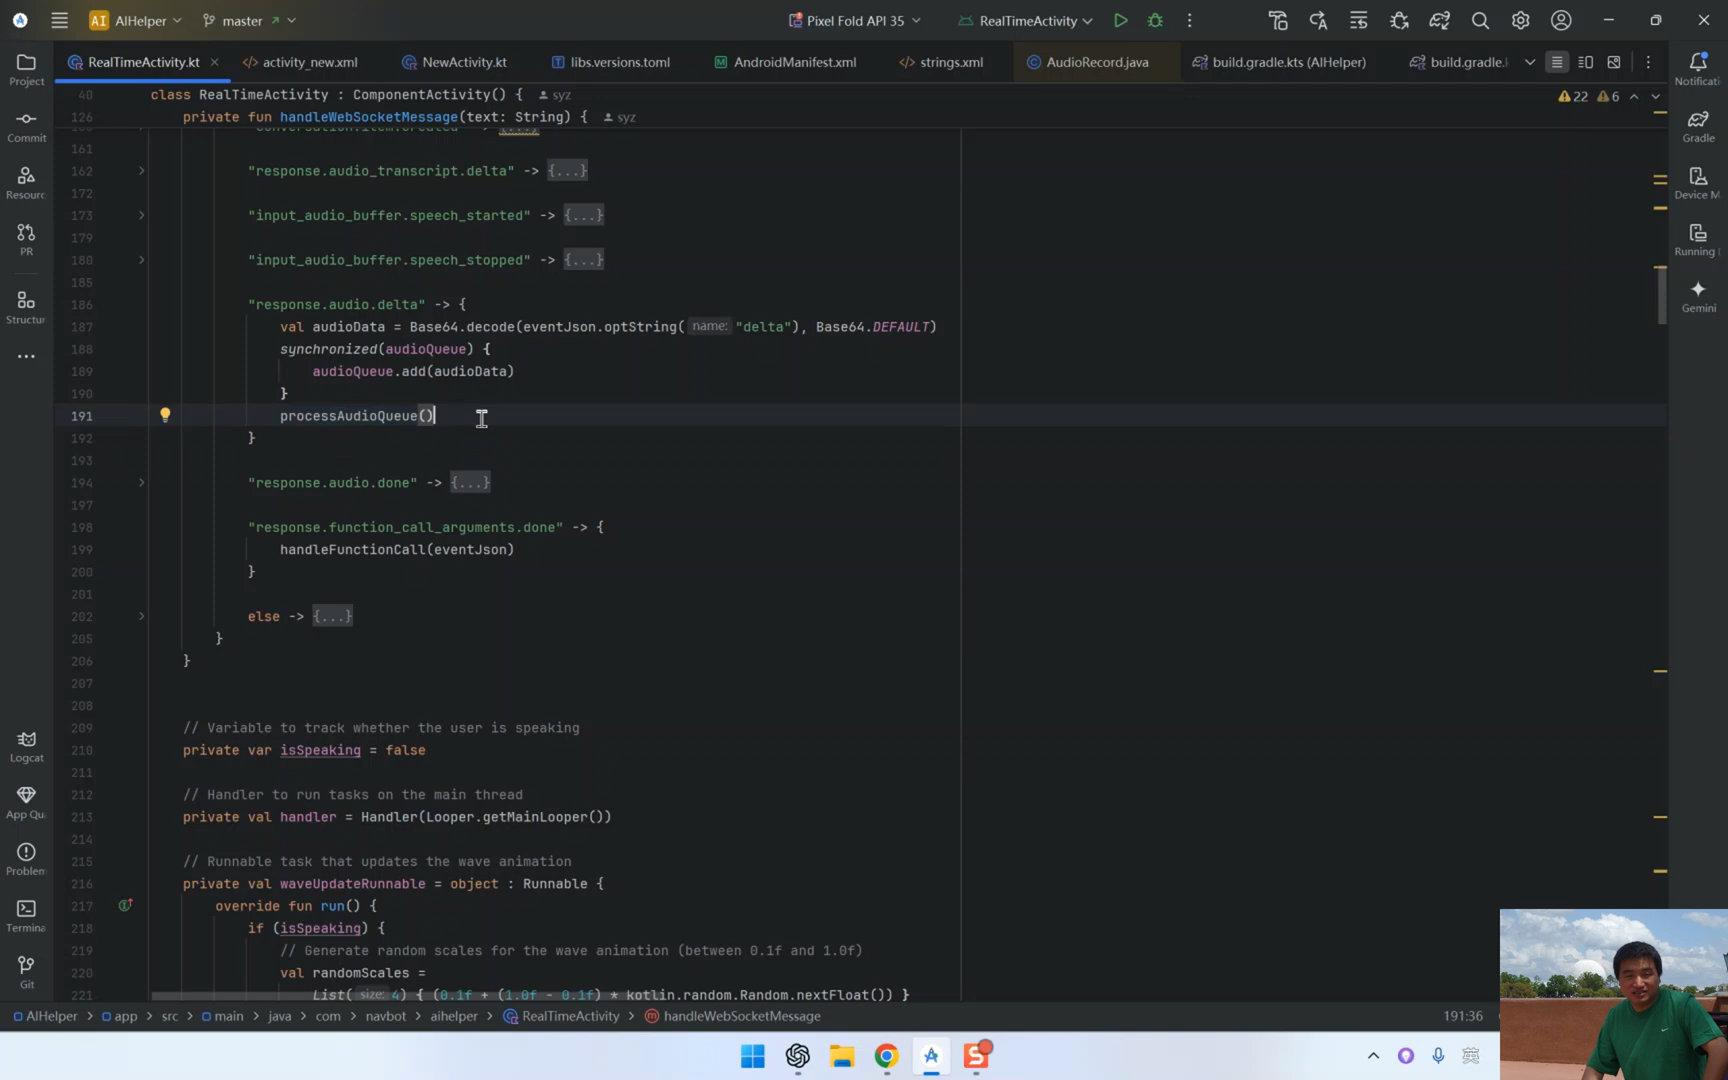 AI AIHelper master Pixel Fold API 35 RealTimeActivity
RealTimeActivity.kt activity_new.xml NewActivity.kt libs.versions.toml AndroidManifest.xml strings.xml AudioRecord.java build.gradle.kts (AIHelper) build.gradle.
Project
Commit
Resourc
PR
Structur
Logcat
App Qu
Problem
Termina
Git
40 class RealTimeActivity : ComponentActivity() { syz 22 6
126 private fun handleWebSocketMessage(text: String) { syz
160 "conversation.item.created" -> {...}
161
162 "response.audio_transcript.delta" -> {...}
172
173 "input_audio_buffer.speech_started" -> {...}
179
180 "input_audio_buffer.speech_stopped" -> {...}
185
186 "response.audio.delta" -> {
187 val audioData = Base64.decode(eventJson.optString( name: "delta"), Base64.DEFAULT)
188 synchronized(audioQueue) {
189 audioQueue.add(audioData)
190 }
191 processAudioQueue()
192 }
193
194 "response.audio.done" -> {...}
197
198 "response.function_call_arguments.done" -> {
199 handleFunctionCall(eventJson)
200 }
201
202 else -> {...}
205 }
206 }
207
208
209 // Variable to track whether the user is speaking
210 private var isSpeaking = false
211
212 // Handler to run tasks on the main thread
213 private val handler = Handler(Looper.getMainLooper())
214
215 // Runnable task that updates the wave animation
216 private val waveUpdateRunnable = object : Runnable {
217 override fun run() {
218 if (isSpeaking) {
219 // Generate random scales for the wave animation (between 0.1f and 1.0f)
220 val randomScales =
221 List( size: 4) { (0.1f + (1.0f - 0.1f) * kotlin.random.Random.nextFloat()) }
Notificati
Gradle
Device M
Running
Gemini
AIHelper > app > src > main > java > com > navbot > aihelper > RealTimeActivity > handleWebSocketMessage 191:36
英